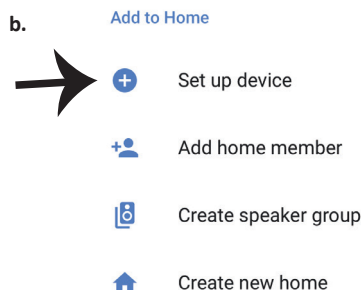 b.
Add to Home
Set up device
Add home member
Create speaker group
Create new home